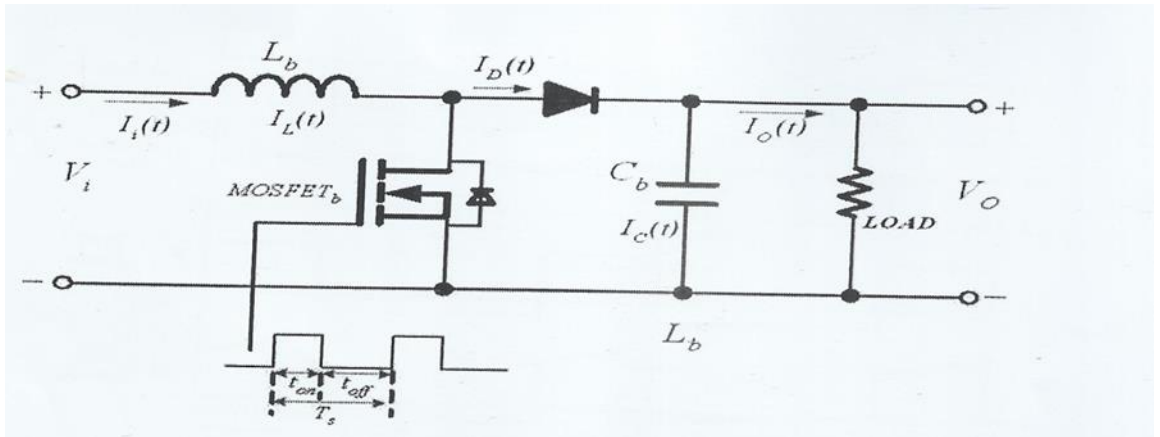 L_b
I_D(t)
+
I_i(t)
I_L(t)
I_O(t)
+
V_i
MOSFET_b
C_b
I_C(t)
LOAD
V_O
−
−
L_b
t_on
t_off
T_s